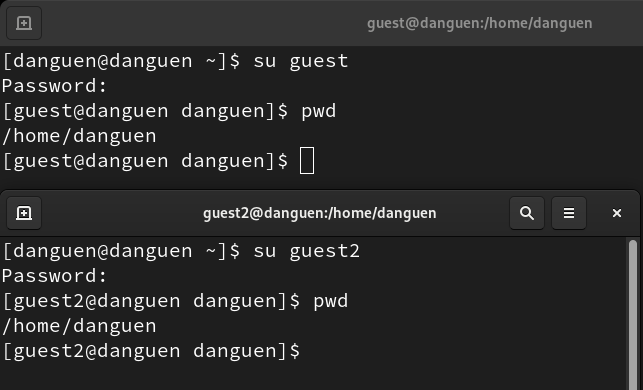 guest@danguen:/home/danguen
[danguen@danguen ~]$ su guest
Password:
[guest@danguen danguen]$ pwd
/home/danguen
[guest@danguen danguen]$
guest2@danguen:/home/danguen
[danguen@danguen ~]$ su guest2
Password:
[guest2@danguen danguen]$ pwd
/home/danguen
[guest2@danguen danguen]$